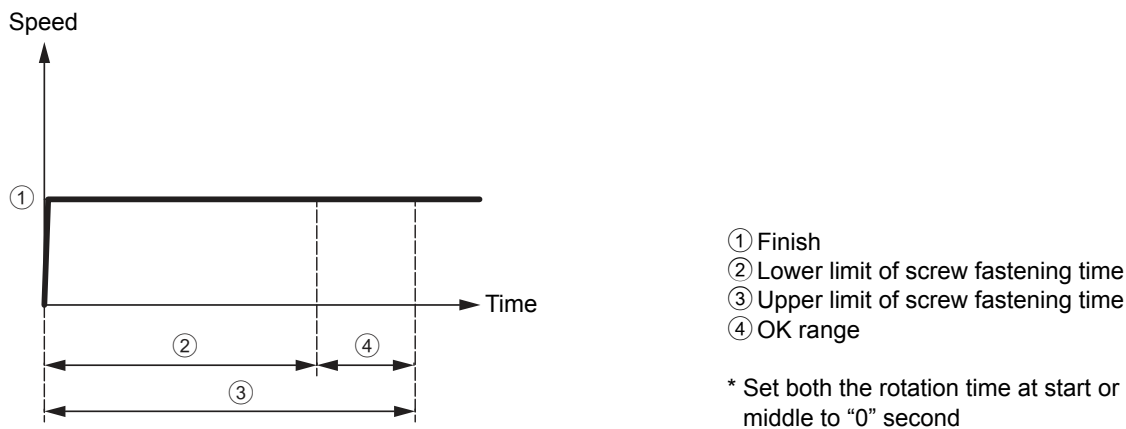 Speed
①
Time
②
④
③
① Finish
② Lower limit of screw fastening time
③ Upper limit of screw fastening time
④ OK range
* Set both the rotation time at start or
middle to “0” second